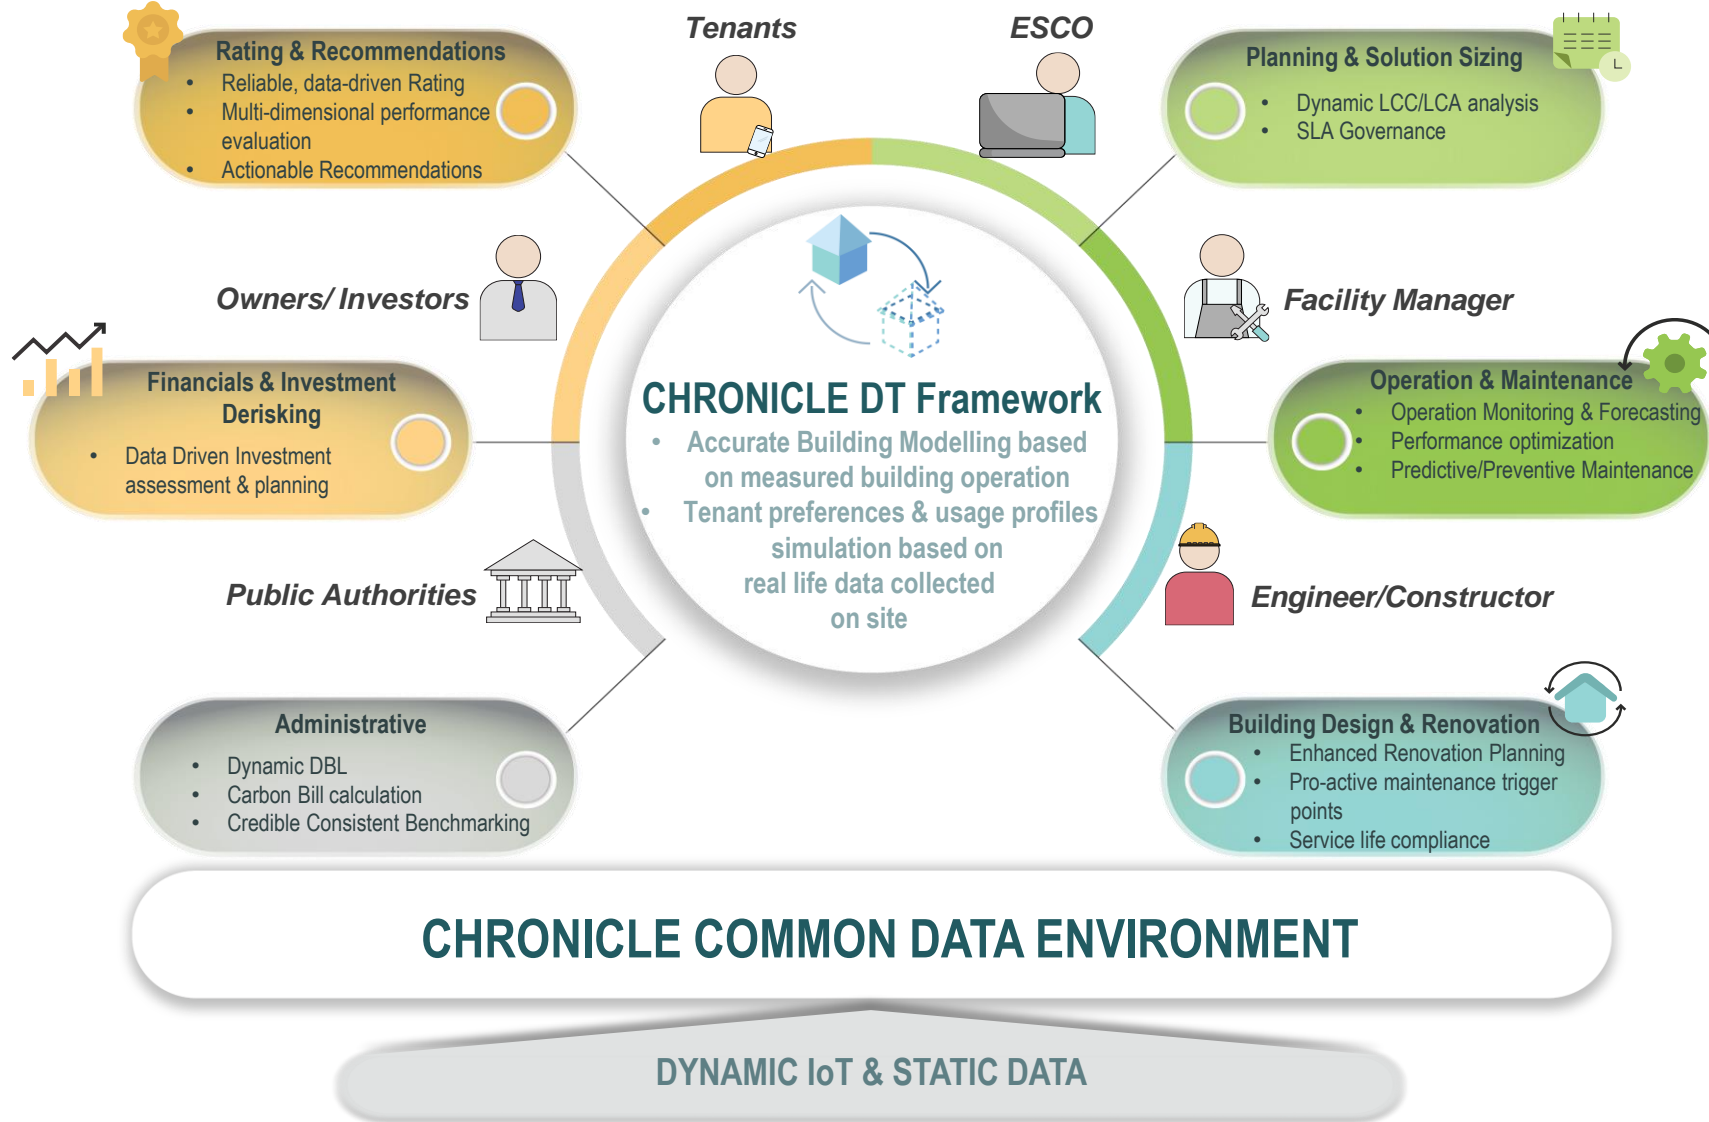 Tenants
ESCO
Rating & Recommendations
• Reliable, data-driven Rating
• Multi-dimensional performance
evaluation
• Actionable Recommendations
Planning & Solution Sizing
• Dynamic LCC/LCA analysis
• SLA Governance
Owners/ Investors
Facility Manager
Financials & Investment
Derisking
• Data Driven Investment
assessment & planning
CHRONICLE DT Framework
• Accurate Building Modelling based
on measured building operation
• Tenant preferences & usage profiles
simulation based on
real life data collected
on site
Operation & Maintenance
• Operation Monitoring & Forecasting
• Performance optimization
• Predictive/Preventive Maintenance
Public Authorities
Engineer/Constructor
Administrative
• Dynamic DBL
• Carbon Bill calculation
• Credible Consistent Benchmarking
Building Design & Renovation
• Enhanced Renovation Planning
• Pro-active maintenance trigger
points
• Service life compliance
CHRONICLE COMMON DATA ENVIRONMENT
DYNAMIC IoT & STATIC DATA